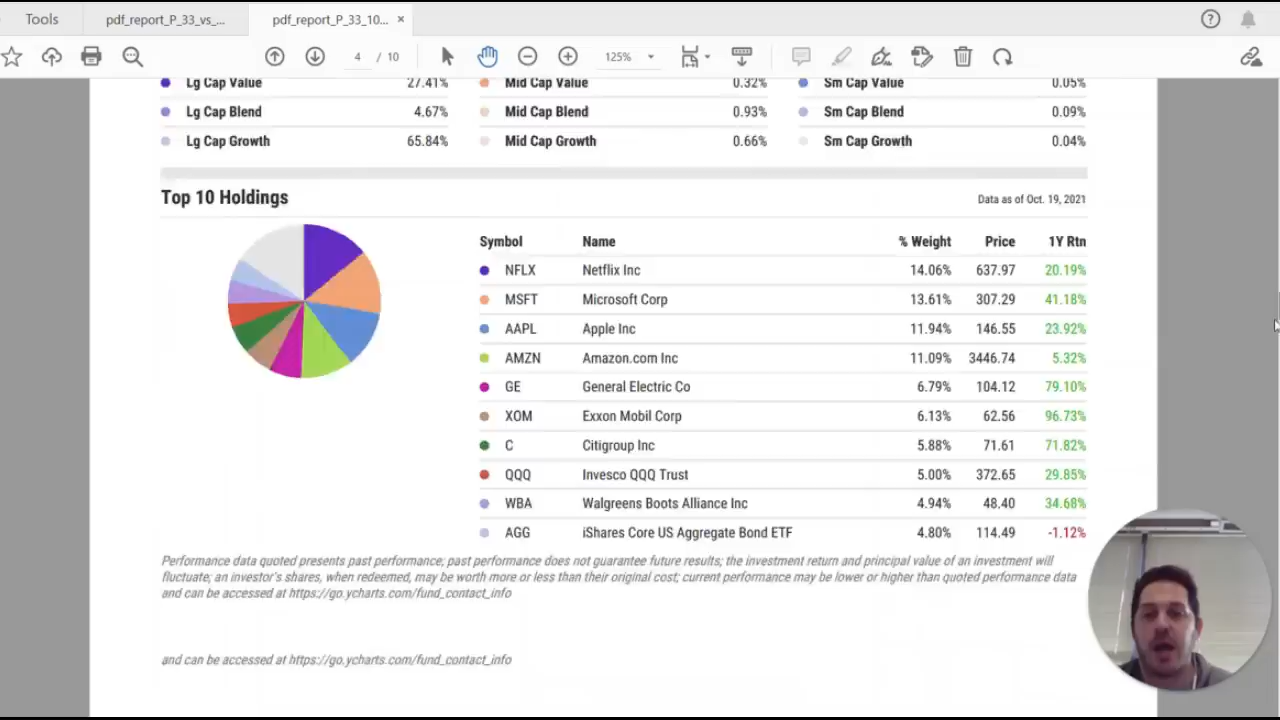 Tools pdf_report_P_33_vs_... pdf_report_P_33_10... ×
4 / 10 125%
Lg Cap Value 27.41% Mid Cap Value 0.32% Sm Cap Value 0.05%
Lg Cap Blend 4.67% Mid Cap Blend 0.93% Sm Cap Blend 0.09%
Lg Cap Growth 65.84% Mid Cap Growth 0.66% Sm Cap Growth 0.04%
Top 10 Holdings Data as of Oct. 19, 2021
Symbol Name % Weight Price 1Y Rtn
NFLX Netflix Inc 14.06% 637.97 20.19%
MSFT Microsoft Corp 13.61% 307.29 41.18%
AAPL Apple Inc 11.94% 146.55 23.92%
AMZN Amazon.com Inc 11.09% 3446.74 5.32%
GE General Electric Co 6.79% 104.12 79.10%
XOM Exxon Mobil Corp 6.13% 62.56 96.73%
C Citigroup Inc 5.88% 71.61 71.82%
QQQ Invesco QQQ Trust 5.00% 372.65 29.85%
WBA Walgreens Boots Alliance Inc 4.94% 48.40 34.68%
AGG iShares Core US Aggregate Bond ETF 4.80% 114.49 -1.12%
Performance data quoted presents past performance; past performance does not guarantee future results; the investment return and principal value of an investment will
fluctuate; an investor's shares, when redeemed, may be worth more or less than their original cost; current performance may be lower or higher than quoted performance data
and can be accessed at https://go.ycharts.com/fund_contact_info
and can be accessed at https://go.ycharts.com/fund_contact_info